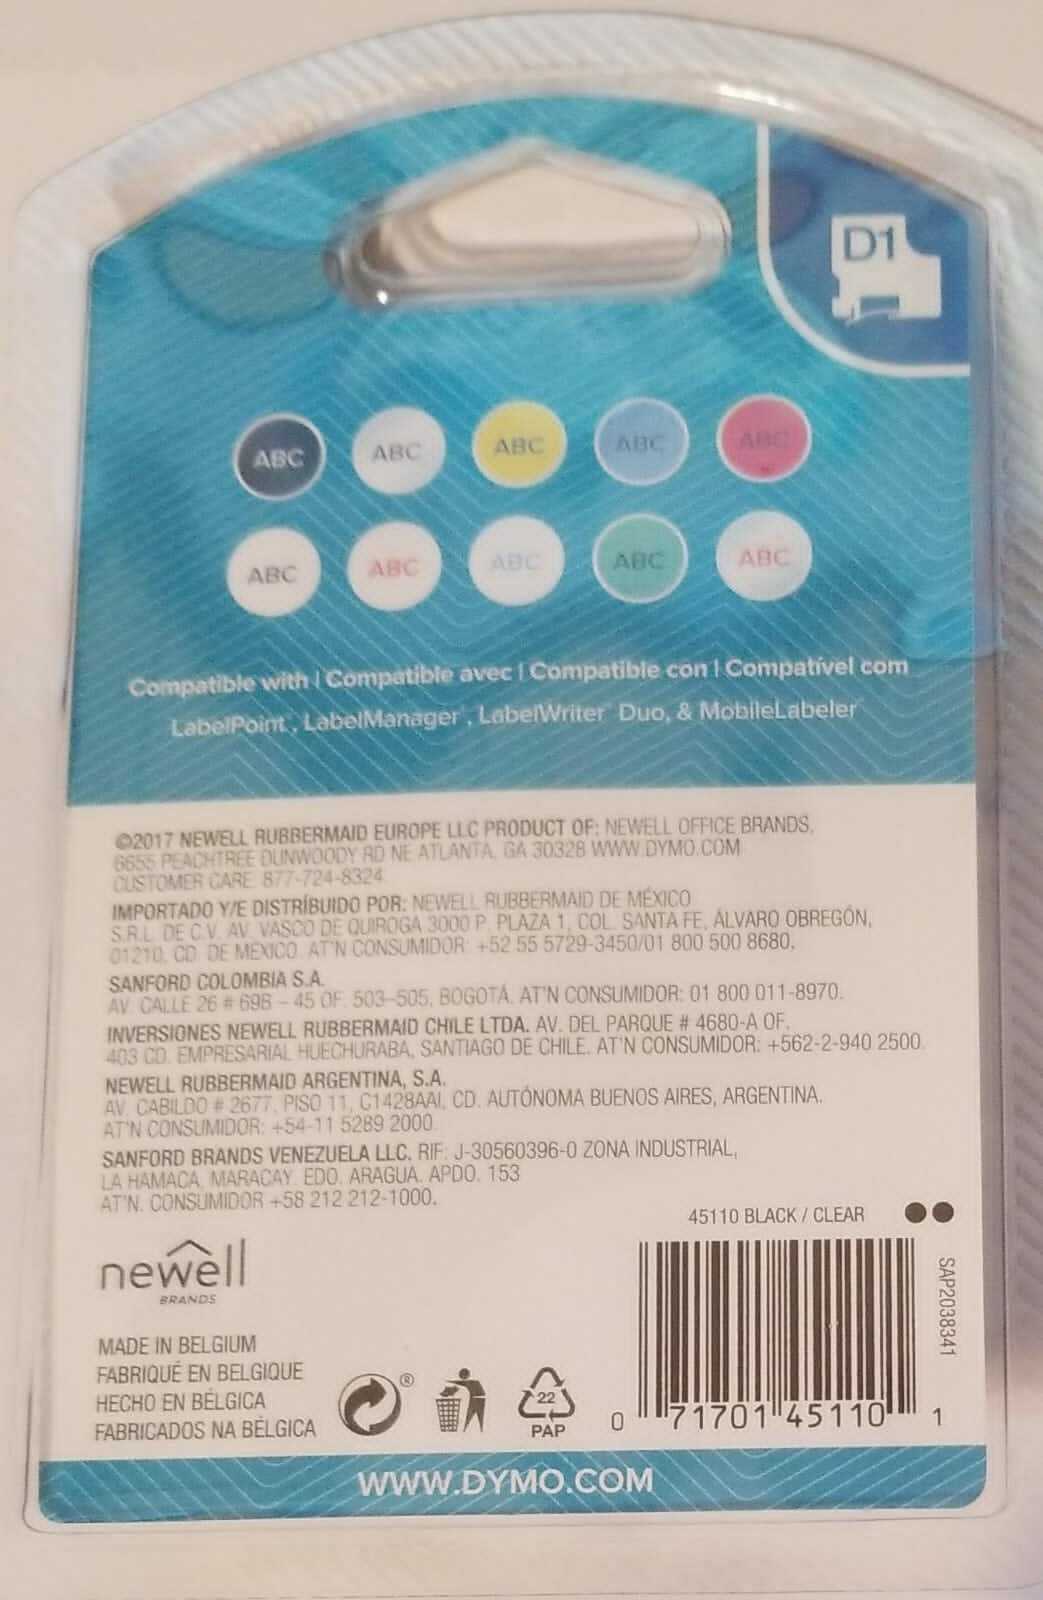 D1
ABC ABC ABC ABC ABC
ABC ABC ABC ABC ABC
Compatible with | Compatible avec | Compatible con | Compatível com
LabelPoint, LabelManager, LabelWriter Duo, & MobileLabeler
©2017 NEWELL RUBBERMAID EUROPE LLC PRODUCT OF: NEWELL OFFICE BRANDS,
6655 PEACHTREE DUNWOODY RD NE ATLANTA, GA 30328 WWW.DYMO.COM
CUSTOMER CARE: 877-724-8324
IMPORTADO Y/E DISTRÍBUIDO POR: NEWELL RUBBERMAID DE MÉXICO
S.R.L. DE C.V. AV. VASCO DE QUIROGA 3000 P. PLAZA 1, COL. SANTA FE, ÁLVARO OBREGÓN,
01210, CD. DE MÉXICO. AT'N CONSUMIDOR: +52 55 5729-3450/01 800 500 8680.
SANFORD COLOMBIA S.A.
AV. CALLE 26 # 69B – 45 OF. 503–505, BOGOTÁ. AT'N CONSUMIDOR: 01 800 011-8970.
INVERSIONES NEWELL RUBBERMAID CHILE LTDA. AV. DEL PARQUE # 4680-A OF.
403 CD. EMPRESARIAL HUECHURABA, SANTIAGO DE CHILE. AT'N CONSUMIDOR: +562-2-940 2500.
NEWELL RUBBERMAID ARGENTINA, S.A.
AV. CABILDO # 2677, PISO 11, C1428AAI, CD. AUTÓNOMA BUENOS AIRES, ARGENTINA.
AT'N CONSUMIDOR: +54-11 5289 2000.
SANFORD BRANDS VENEZUELA LLC. RIF: J-30560396-0 ZONA INDUSTRIAL,
LA HAMACA, MARACAY. EDO. ARAGUA. APDO. 153
AT'N. CONSUMIDOR +58 212 212-1000.
45110 BLACK / CLEAR
SAP2038341
newell
BRANDS
MADE IN BELGIUM
FABRIQUÉ EN BELGIQUE
HECHO EN BÉLGICA
FABRICADOS NA BÉLGICA
®
22
PAP
0 71701 45110 1
WWW.DYMO.COM